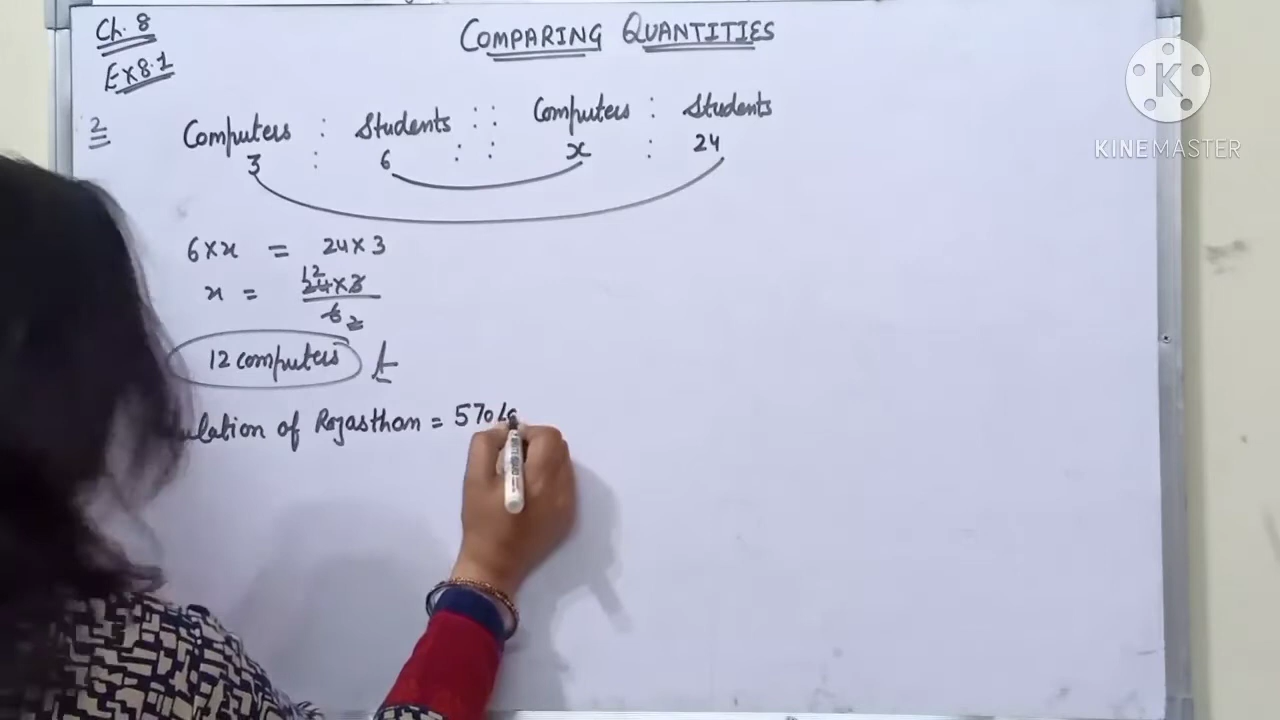 Ch. 8
COMPARING QUANTITIES
Ex 8.1
2 Computers : Students : : Computers : Students
3 : 6 : : x : 24
6 × x = 24 × 3
12
x = 24 × 3
6 2
12 computers
of Rajasthan = 570
K
KINEMASTER